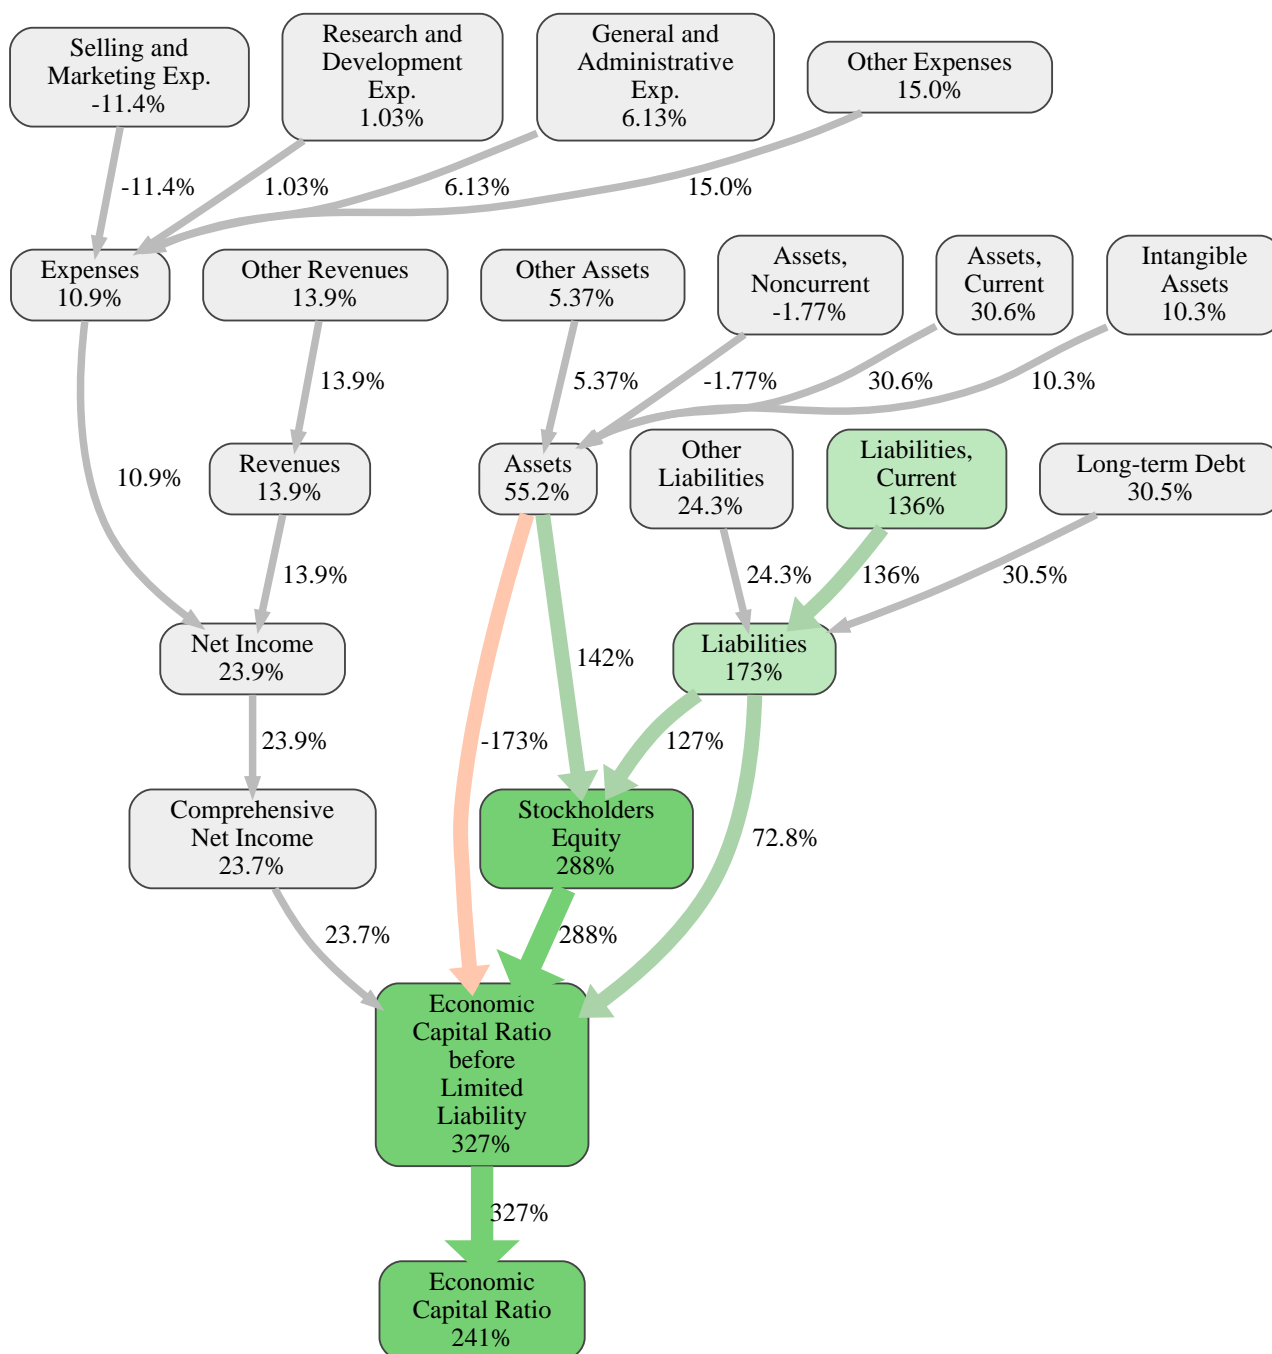 Selling and
Marketing Exp.
-11.4%
Research and
Development
Exp.
1.03%
General and
Administrative
Exp.
6.13%
Other Expenses
15.0%
-11.4%
1.03%
6.13%
15.0%
Expenses
10.9%
Other Revenues
13.9%
Other Assets
5.37%
Assets,
Noncurrent
-1.77%
Assets,
Current
30.6%
Intangible
Assets
10.3%
13.9%
5.37%
-1.77%
30.6%
10.3%
10.9%
Revenues
13.9%
Assets
55.2%
Other
Liabilities
24.3%
Liabilities,
Current
136%
Long-term Debt
30.5%
13.9%
24.3%
136%
30.5%
Net Income
23.9%
142%
Liabilities
173%
23.9%
-173%
127%
Comprehensive
Net Income
23.7%
Stockholders
Equity
288%
72.8%
23.7%
288%
Economic
Capital Ratio
before
Limited
Liability
327%
327%
Economic
Capital Ratio
241%